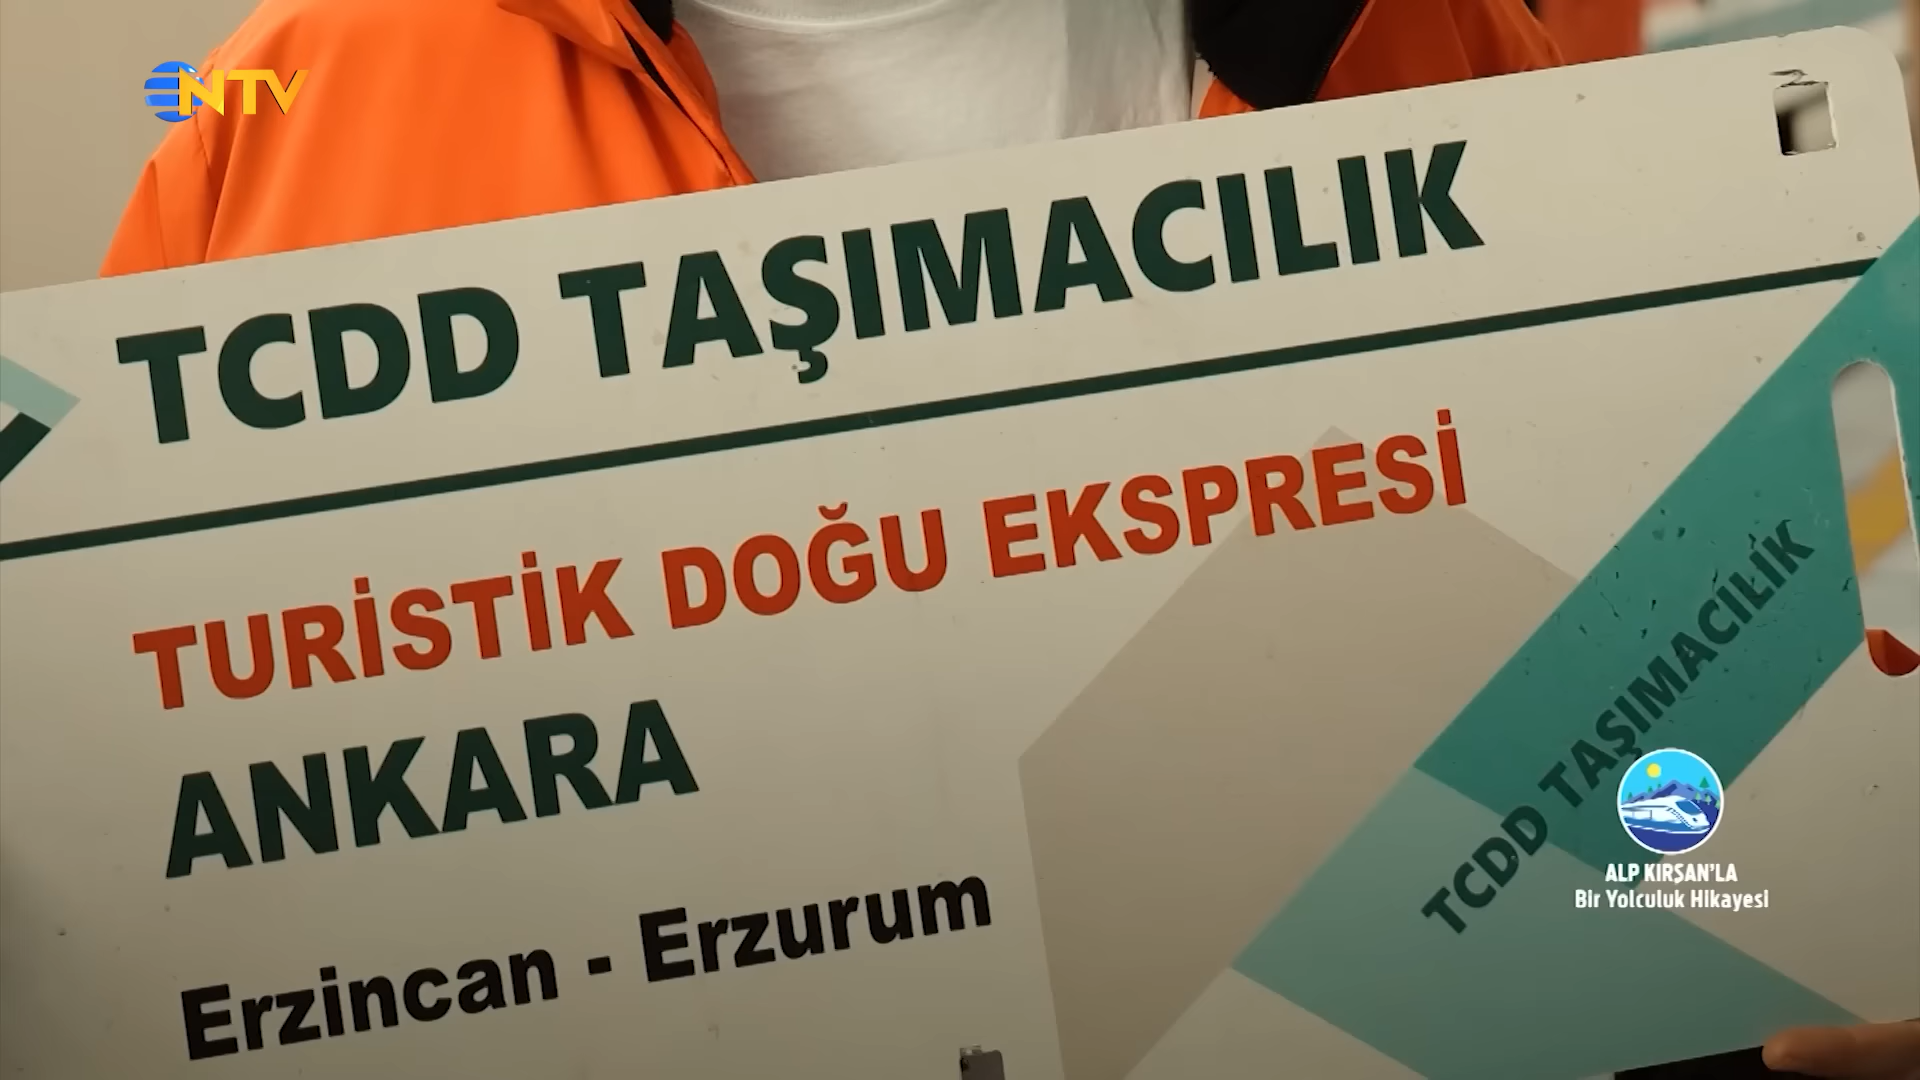 NTV
TCDD TAŞIMACILIK
TURİSTİK DOĞU EKSPRESİ
ANKARA
Erzincan - Erzurum
TCDD TAŞIMACILIK
ALP KIRŞAN'LA
Bir Yolculuk Hikayesi